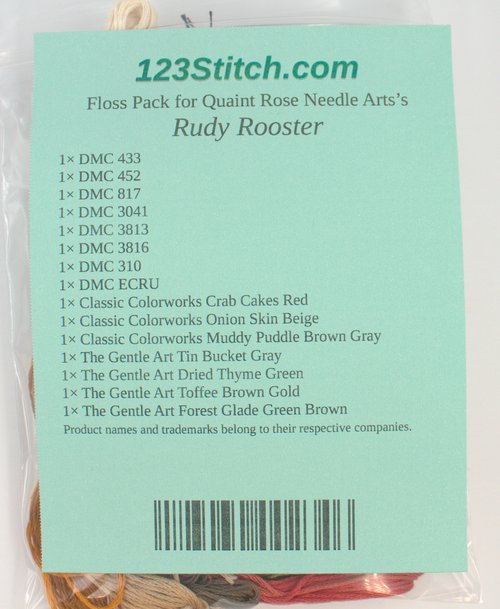 123Stitch.com
Floss Pack for Quaint Rose Needle Arts's
Rudy Rooster
1× DMC 433
1× DMC 452
1× DMC 817
1× DMC 3041
1× DMC 3813
1× DMC 3816
1× DMC 310
1× DMC ECRU
1× Classic Colorworks Crab Cakes Red
1× Classic Colorworks Onion Skin Beige
1× Classic Colorworks Muddy Puddle Brown Gray
1× The Gentle Art Tin Bucket Gray
1× The Gentle Art Dried Thyme Green
1× The Gentle Art Toffee Brown Gold
1× The Gentle Art Forest Glade Green Brown
Product names and trademarks belong to their respective companies.